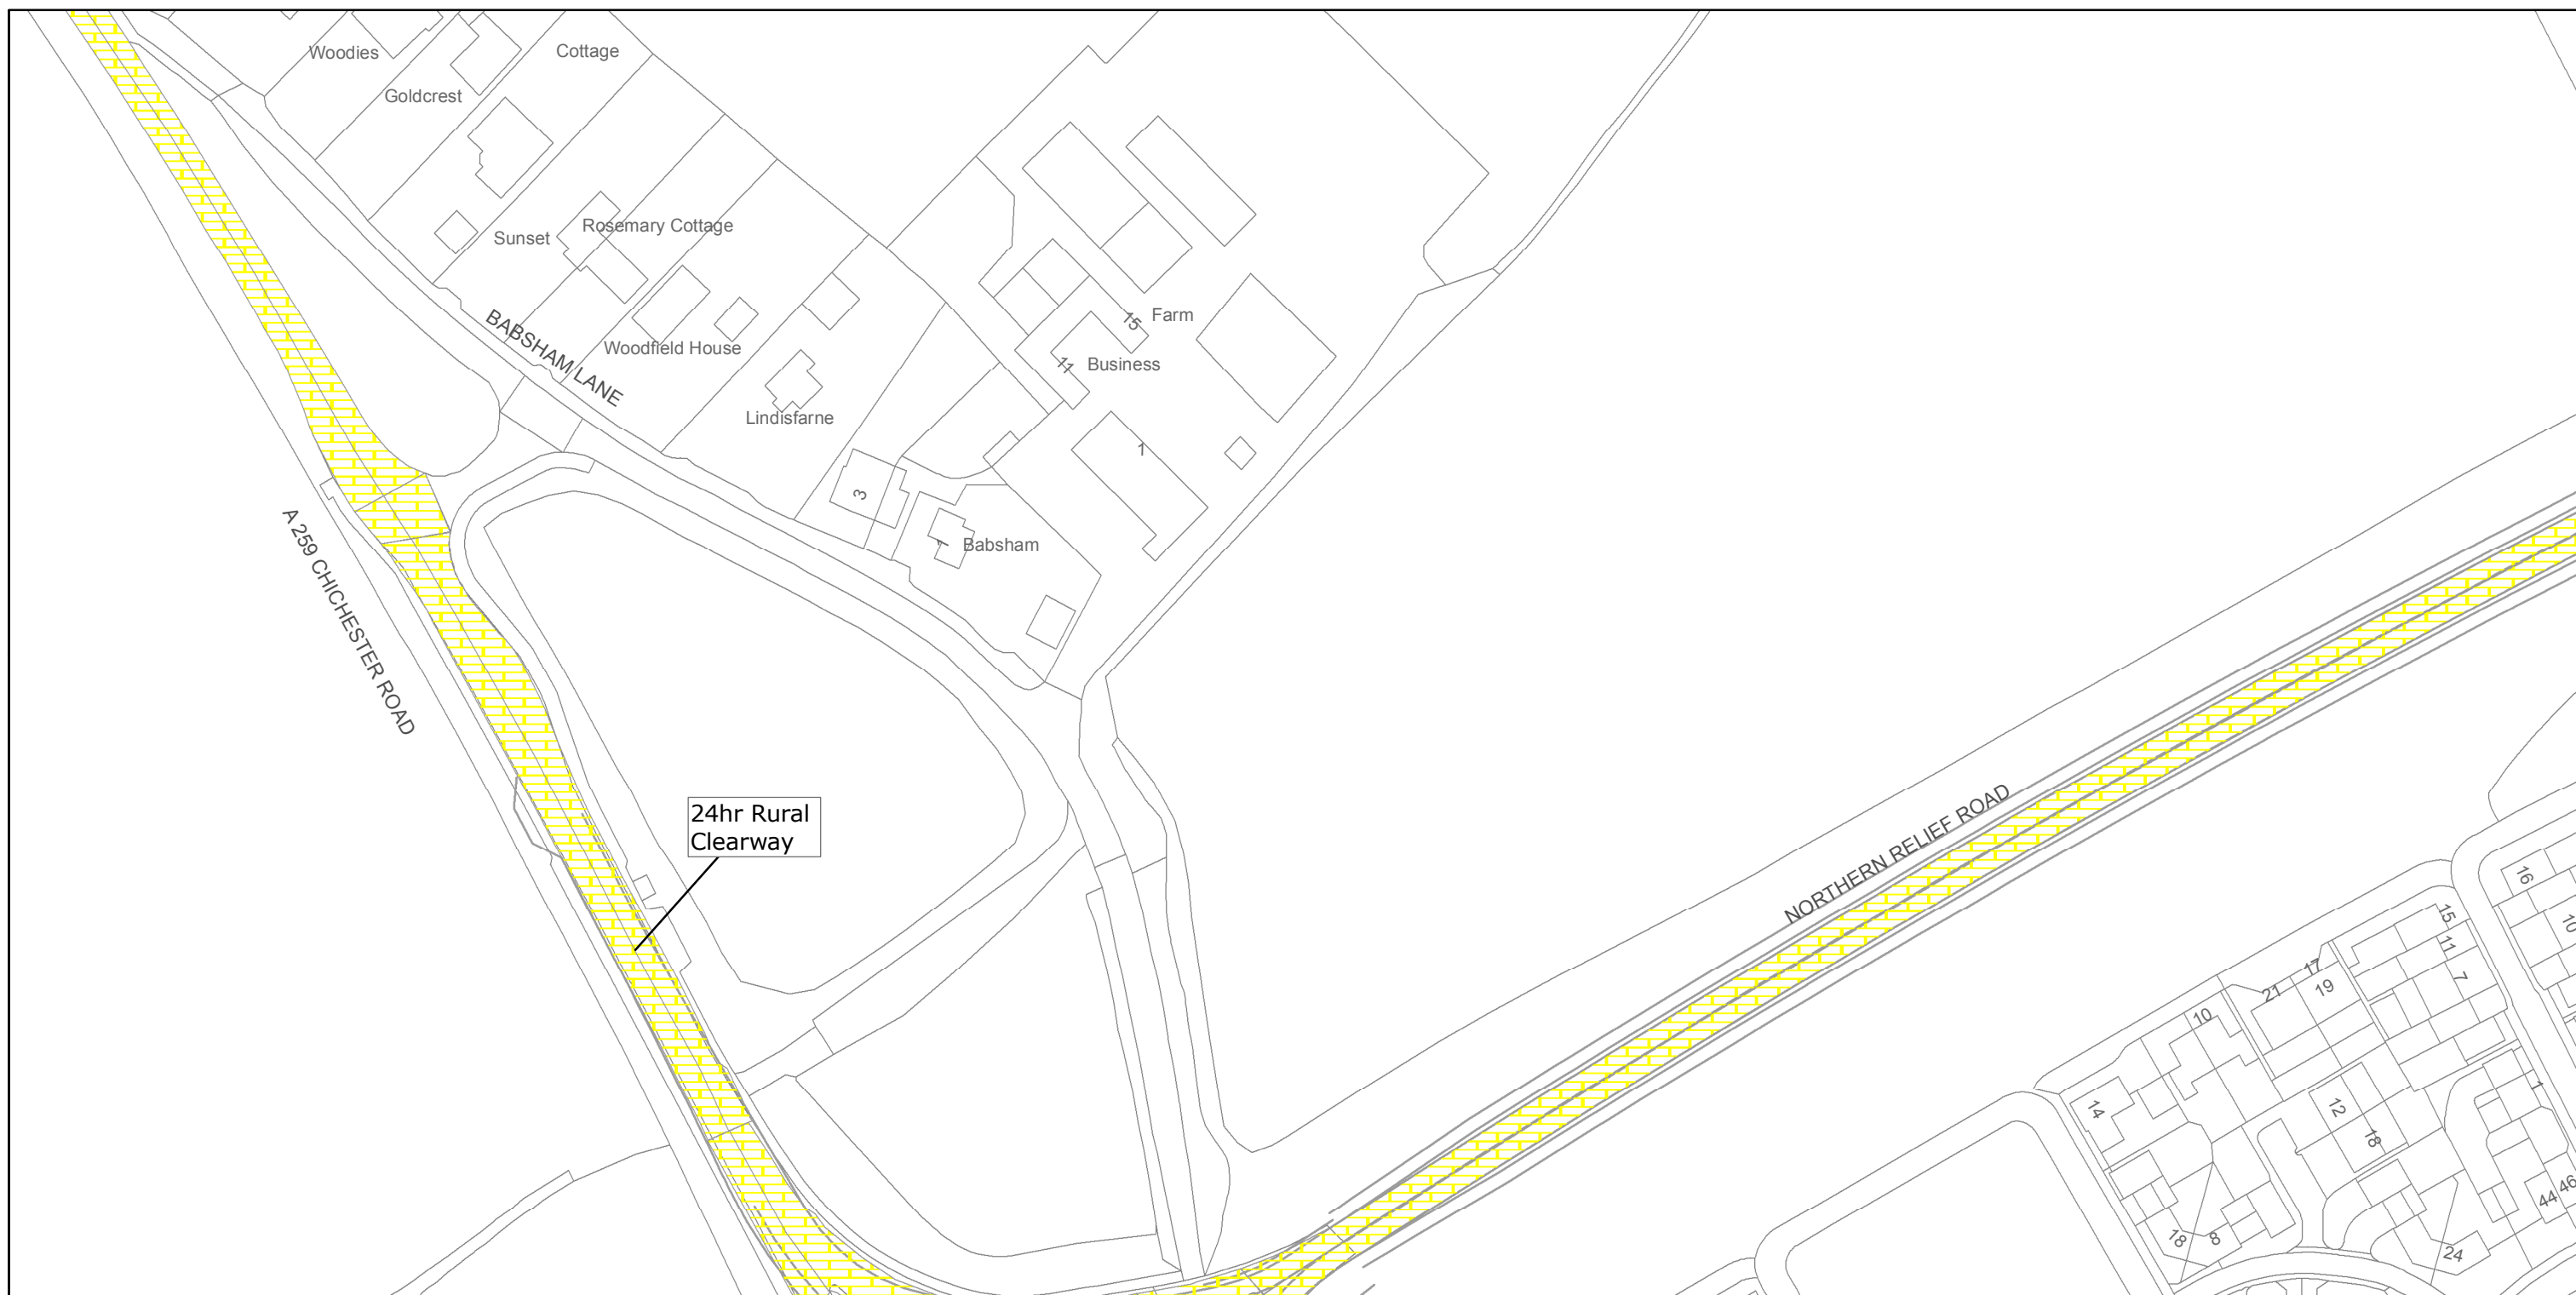 Woodies
Cottage
Goldcrest
Sunset
Rosemary Cottage
BABSHAM LANE
Woodfield House
Lindisfarne
15
Farm
11
Business
1
3
Babsham
A 259 CHICHESTER ROAD
24hr Rural
Clearway
NORTHERN RELIEF ROAD
16
10
15
11
7
17
19
21
10
14
12
18
1
44
46
18
8
24